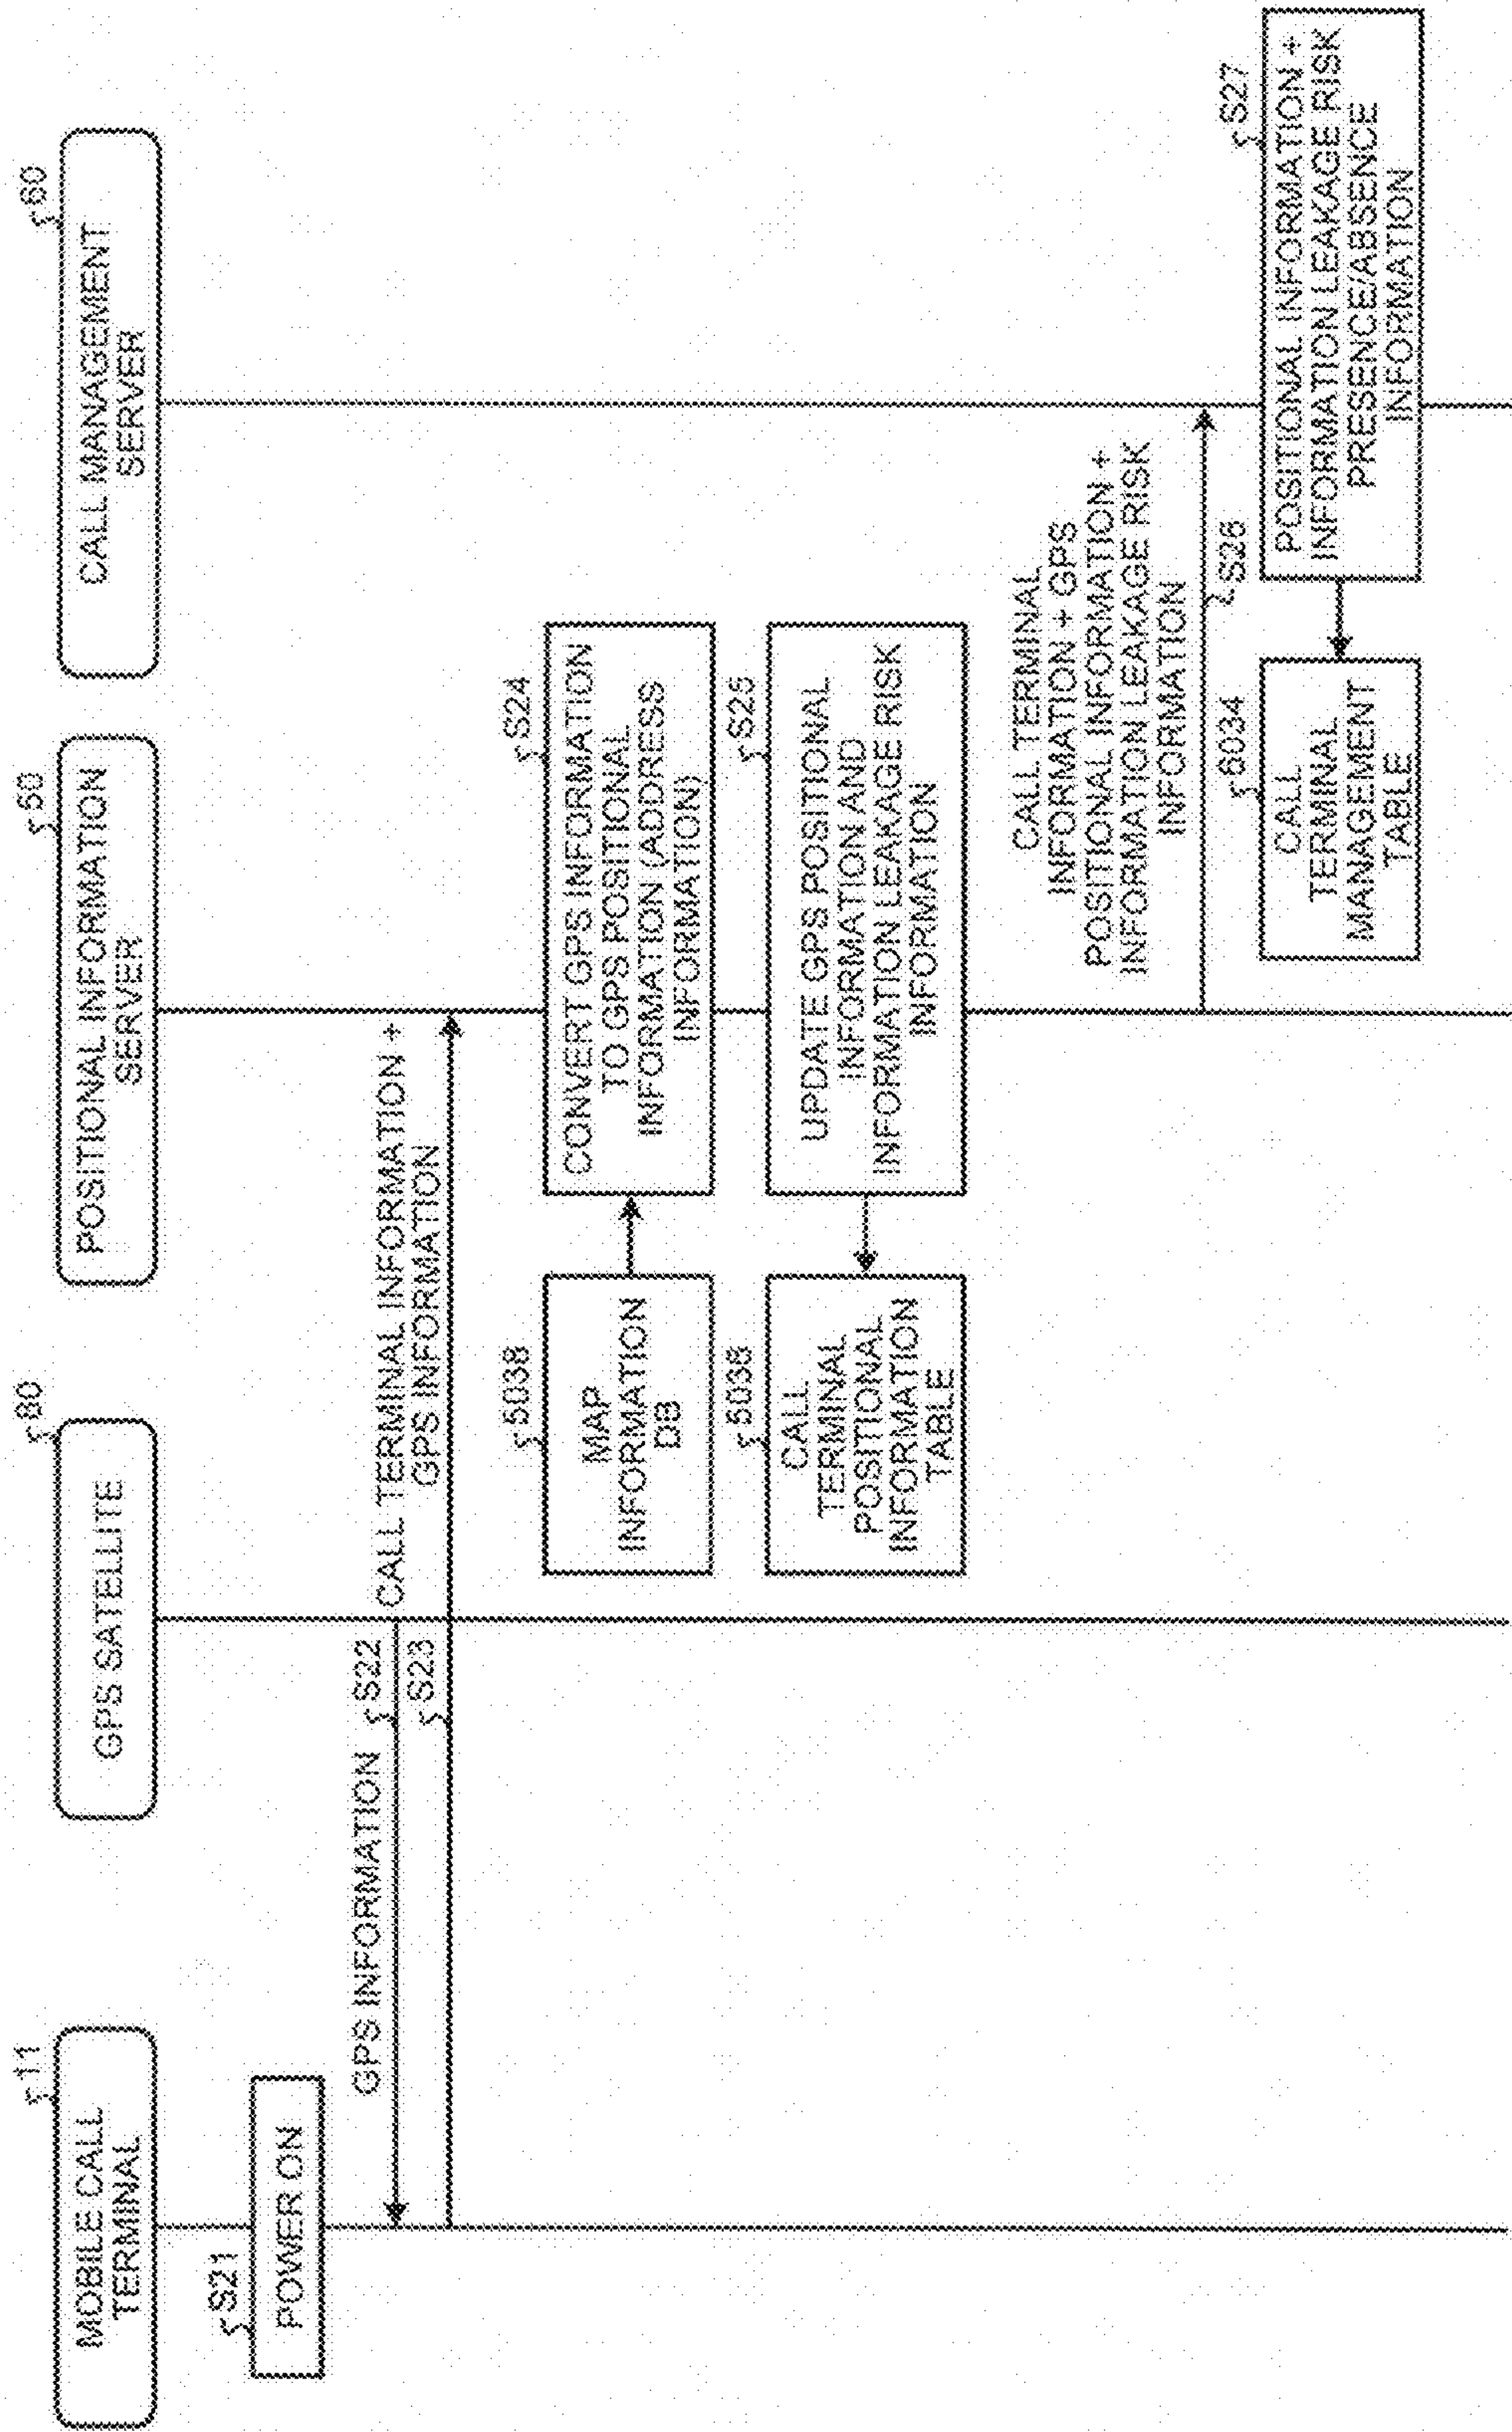 11
MOBILE CALL
TERMINAL
80
GPS SATELLITE
50
POSITIONAL INFORMATION
SERVER
60
CALL MANAGEMENT
SERVER
S21
POWER ON
GPS INFORMATION
S22
S23
CALL TERMINAL INFORMATION +
GPS INFORMATION
5038
MAP
INFORMATION
DB
S24
CONVERT GPS INFORMATION
TO GPS POSITIONAL
INFORMATION (ADDRESS
INFORMATION)
5038
CALL
TERMINAL
POSITIONAL
INFORMATION
TABLE
S25
UPDATE GPS POSITIONAL
INFORMATION AND
INFORMATION LEAKAGE RISK
INFORMATION
CALL TERMINAL
INFORMATION + GPS
POSITIONAL INFORMATION +
INFORMATION LEAKAGE RISK
INFORMATION
S26
6034
CALL
TERMINAL
MANAGEMENT
TABLE
S27
POSITIONAL INFORMATION +
INFORMATION LEAKAGE RISK
PRESENCE/ABSENCE
INFORMATION